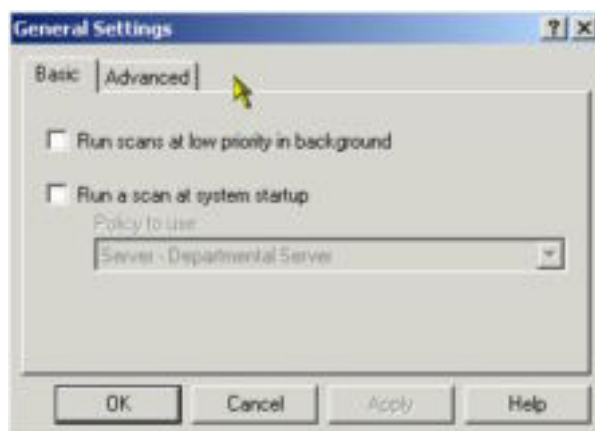 General Settings
Basic Advanced
Run scans at low priority in background
Run a scan at system startup
Policy to use
Server - Departmental Server
OK Cancel Apply Help